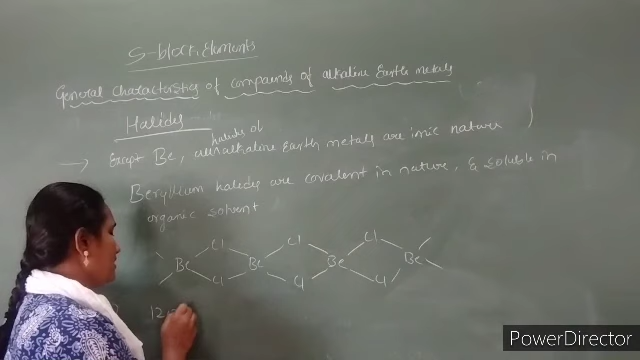 S-block Elements
General characteristics of compounds of alkaline Earth metals
Halides
→ Except Be, all halides of alkaline Earth metals are ionic nature )
Beryllium halides are covalent in nature, & soluble in
organic solvent
Cl Cl Cl
Be Be Be Be
Cl Cl Cl
12
PowerDirector